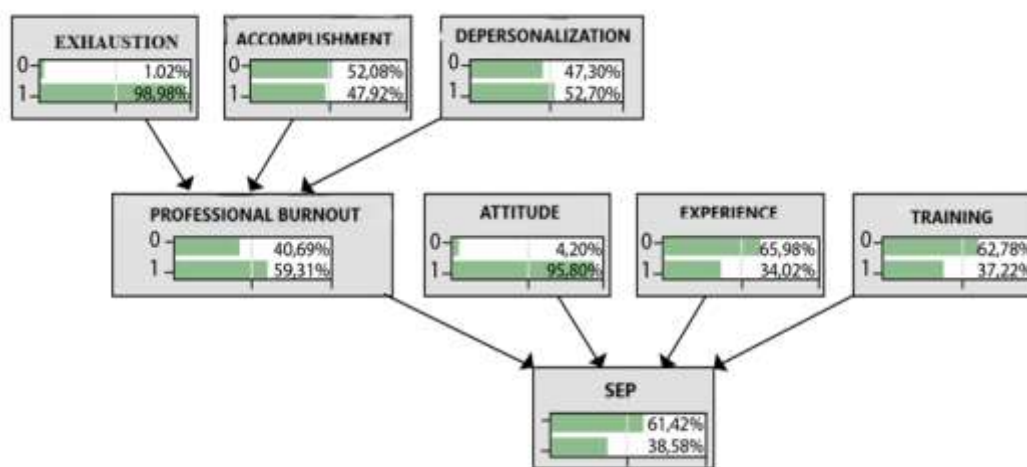 EXHAUSTION
0 1.02%
1 98,98%
ACCOMPLISHMENT
0 52,08%
1 47,92%
DEPERSONALIZATION
0 47,30%
1 52,70%
PROFESSIONAL BURNOUT
0 40,69%
1 59,31%
ATTITUDE
0 4,20%
1 95,80%
EXPERIENCE
0 65,98%
1 34,02%
TRAINING
0 62,78%
1 37,22%
SEP
61,42%
38,58%